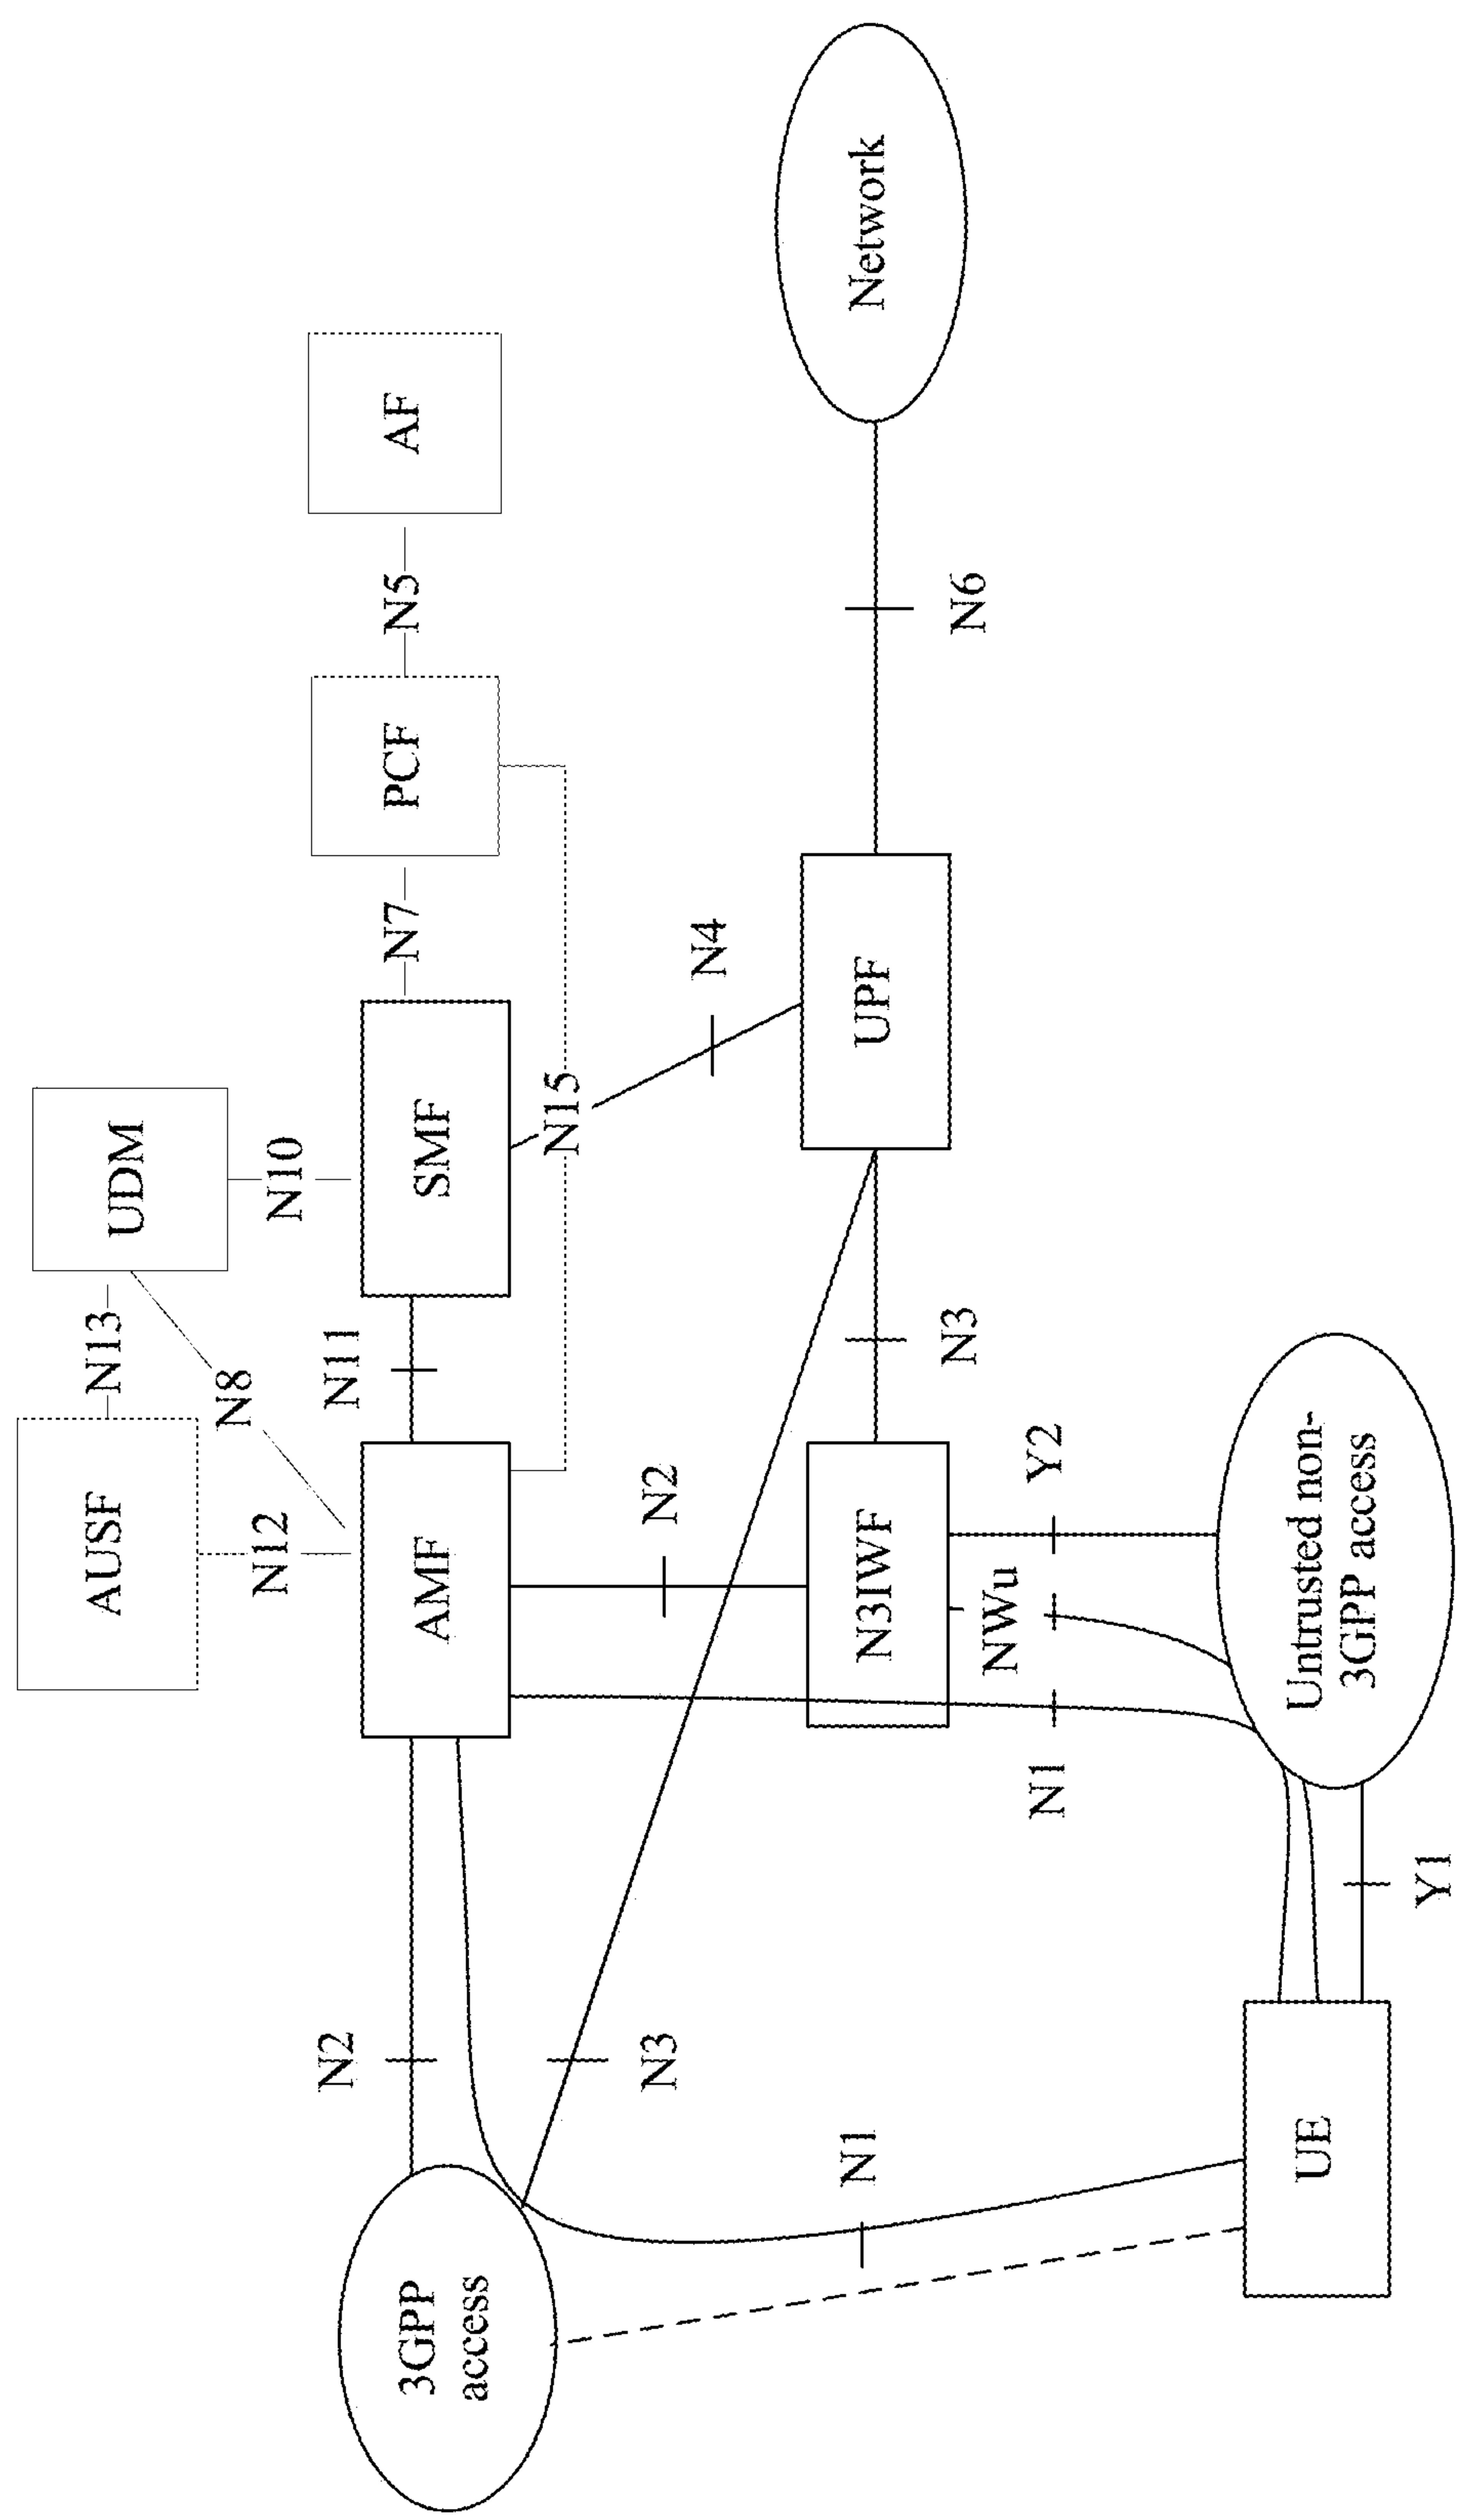 AUSF
N13
UDM
N12
N8
N10
3GPP
access
N2
AMF
N11
SMF
N7
PCF
N5
AF
N15
N3
N2
N4
N1
N3IWF
N3
UPF
N6
Network
N1
NWu
Y2
UE
Y1
Untrusted non-
3GPP access